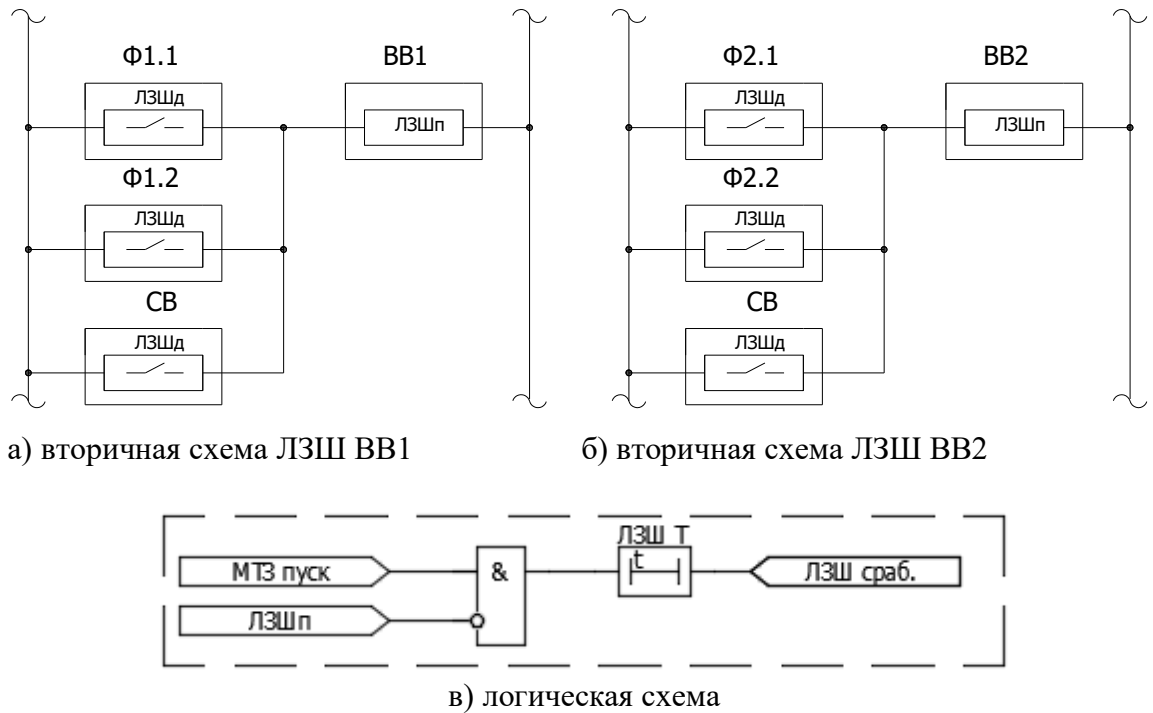 Ф1.1
ВВ1
ЛЗШд
ЛЗШп
Ф1.2
ЛЗШд
СВ
ЛЗШд
Ф2.1
ВВ2
ЛЗШд
ЛЗШп
Ф2.2
ЛЗШд
СВ
ЛЗШд
а) вторичная схема ЛЗШ ВВ1
б) вторичная схема ЛЗШ ВВ2
ЛЗШ Т
МТЗ пуск
&
t
ЛЗШ сраб.
ЛЗШп
в) логическая схема